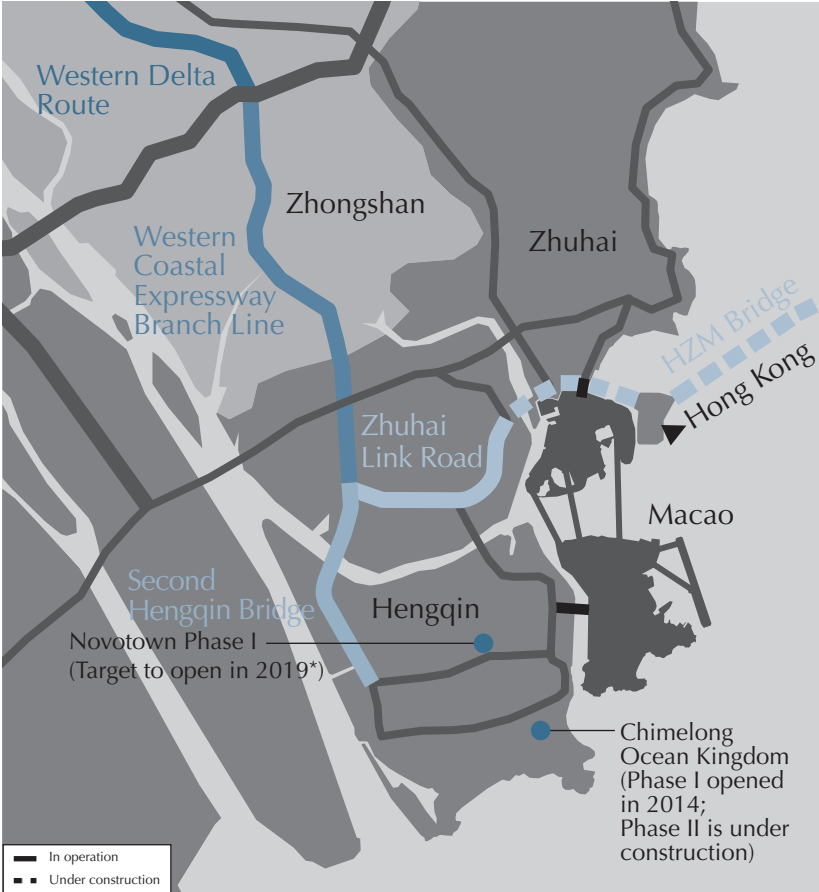 Western Delta
Route
Zhongshan
Zhuhai
Western
Coastal
Expressway
Branch Line
HZM Bridge
Hong Kong
Zhuhai
Link Road
Macao
Second
Hengqin Bridge
Hengqin
Novotown Phase I
(Target to open in 2019*)
Chimelong
Ocean Kingdom
(Phase I opened
in 2014;
Phase II is under
construction)
In operation
Under construction